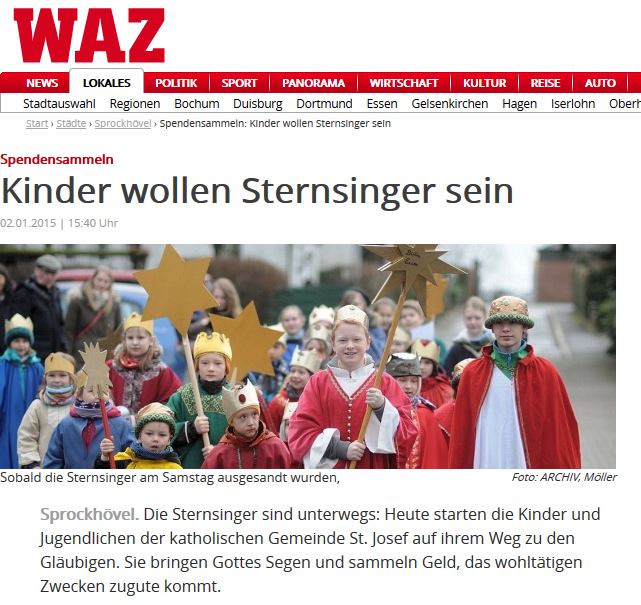 WAZ
NEWS LOKALES POLITIK SPORT PANORAMA WIRTSCHAFT KULTUR REISE AUTO
Stadtauswahl Regionen Bochum Duisburg Dortmund Essen Gelsenkirchen Hagen Iserlohn Oberh
Start › Städte › Sprockhövel › Spendensammeln: Kinder wollen Sternsinger sein
Spendensammeln
Kinder wollen Sternsinger sein
02.01.2015 | 15:40 Uhr
Sobald die Sternsinger am Samstag ausgesandt wurden,
Foto: ARCHIV, Möller
Sprockhövel. Die Sternsinger sind unterwegs: Heute starten die Kinder und
Jugendlichen der katholischen Gemeinde St. Josef auf ihrem Weg zu den
Gläubigen. Sie bringen Gottes Segen und sammeln Geld, das wohltätigen
Zwecken zugute kommt.